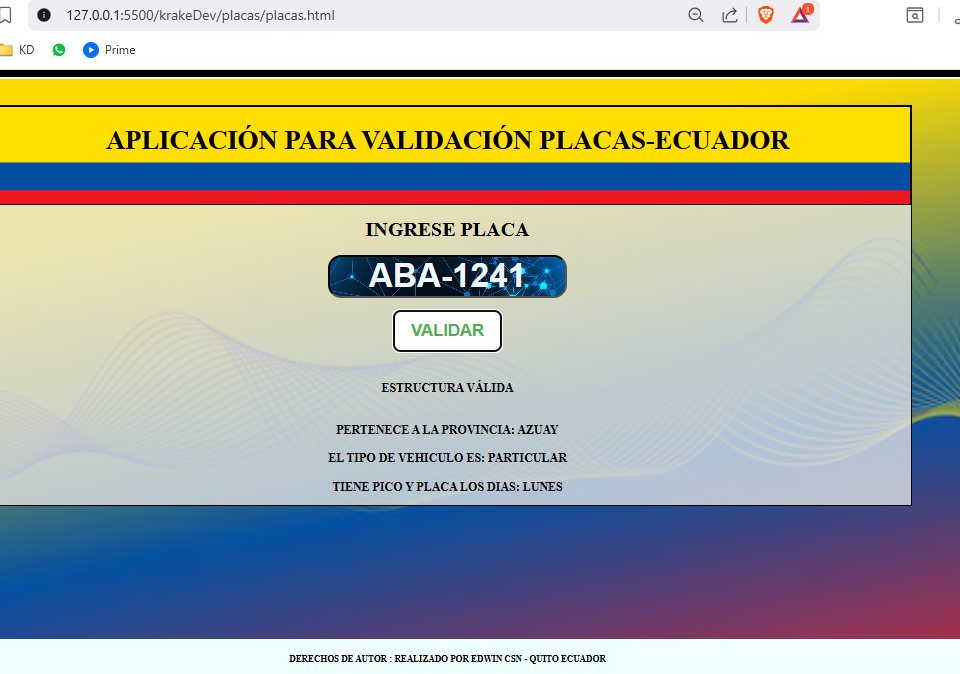 127.0.0.1:5500/krakeDev/placas/placas.html
1
KD
Prime
APLICACIÓN PARA VALIDACIÓN PLACAS-ECUADOR
INGRESE PLACA
ABA-1241
VALIDAR
ESTRUCTURA VÁLIDA
PERTENECE A LA PROVINCIA: AZUAY
EL TIPO DE VEHICULO ES: PARTICULAR
TIENE PICO Y PLACA LOS DIAS: LUNES
DERECHOS DE AUTOR : REALIZADO POR EDWIN CSN - QUITO ECUADOR